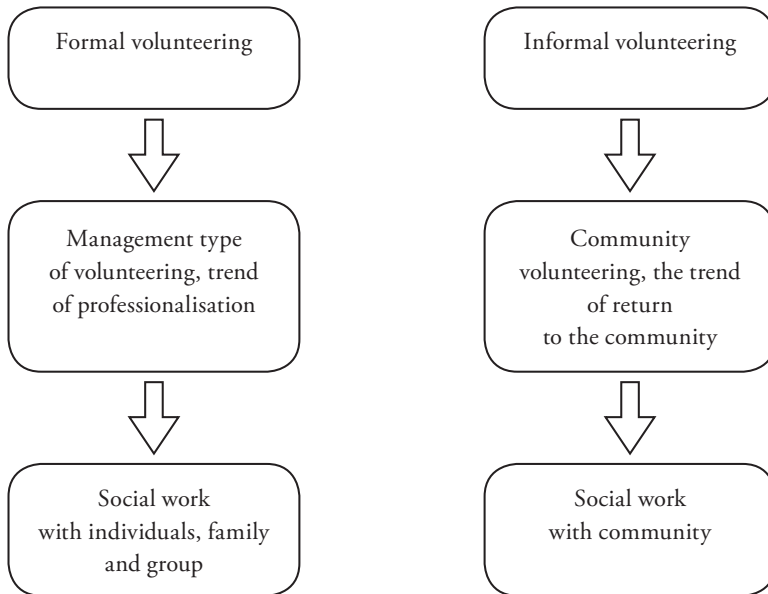 Formal volunteering
Informal volunteering
Management type
of volunteering, trend
of professionalisation
Community
volunteering, the trend
of return
to the community
Social work
with individuals, family
and group
Social work
with community